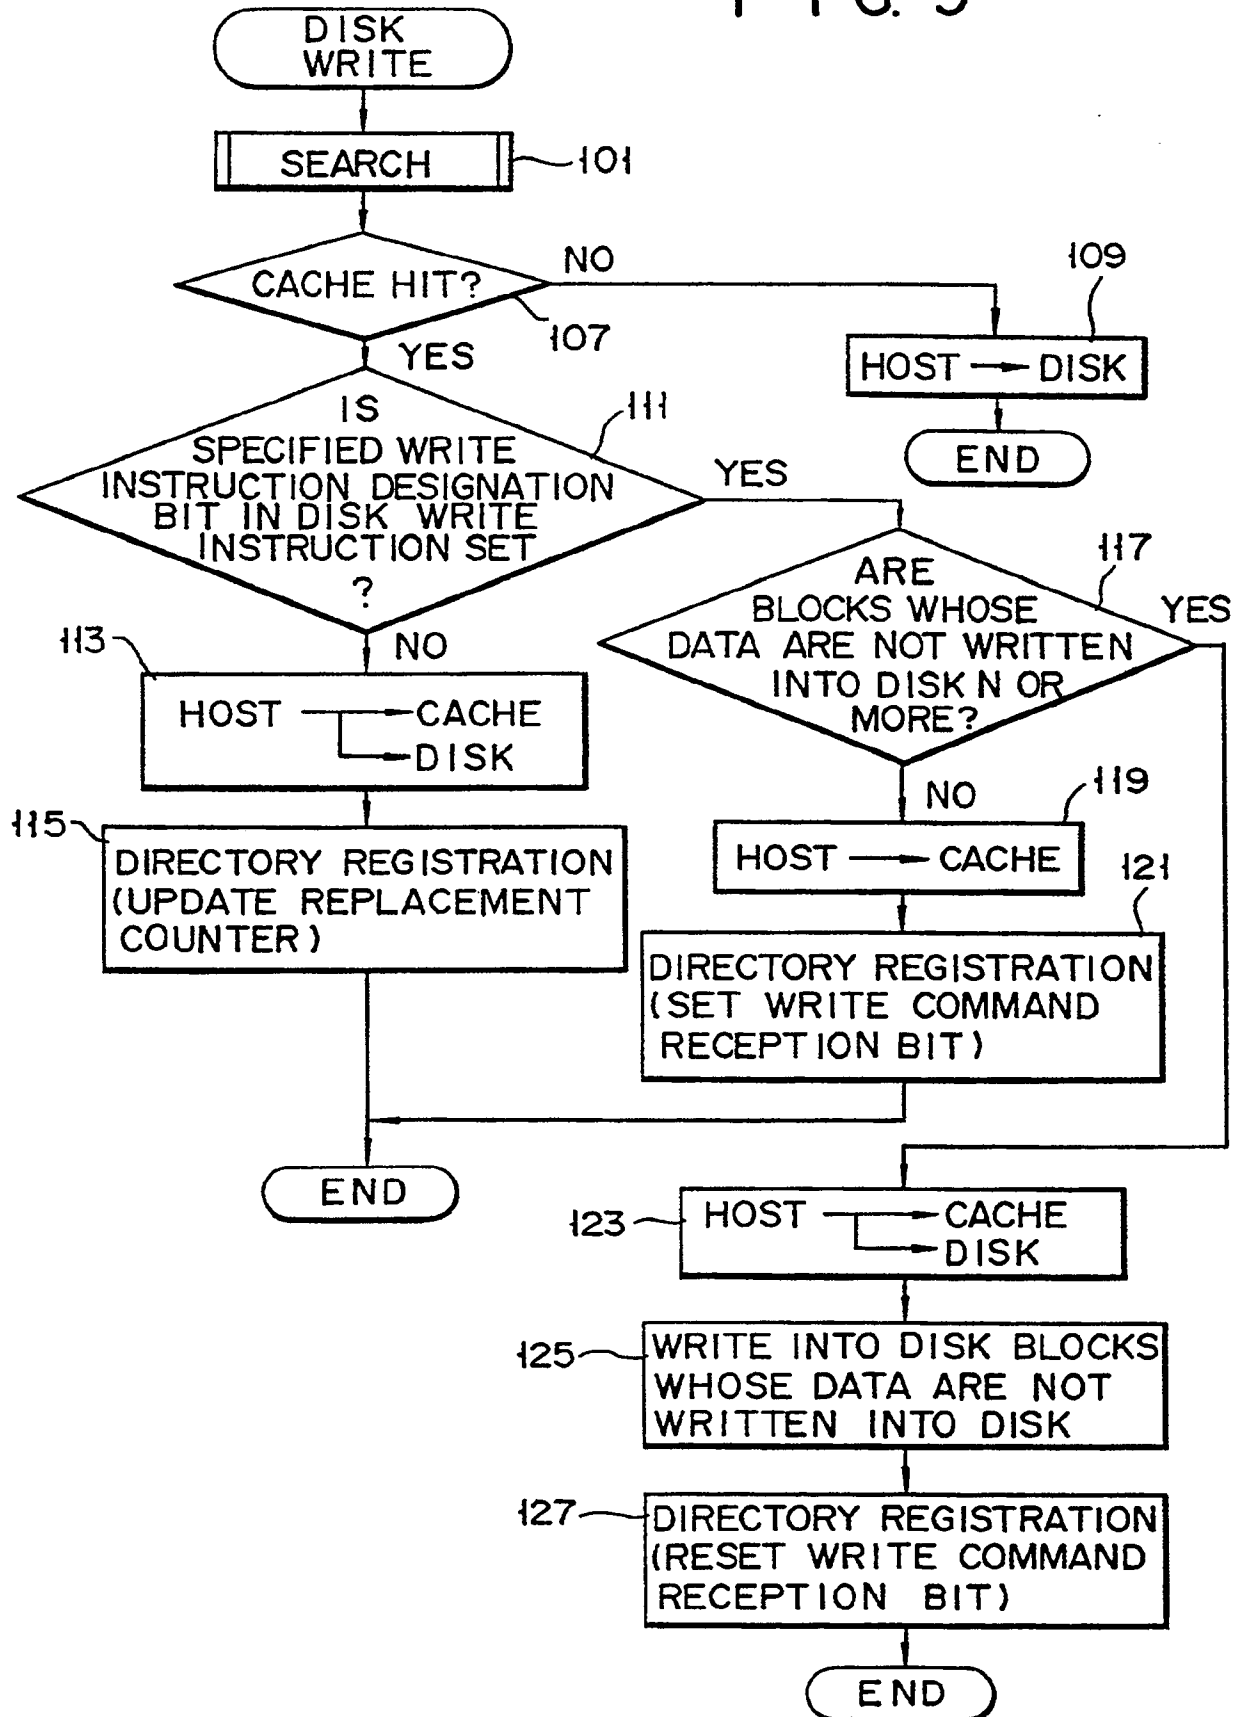 FIG. 5
DISK
WRITE
SEARCH
101
CACHE HIT?
107
NO
109
HOST → DISK
END
YES
IS
SPECIFIED WRITE
INSTRUCTION DESIGNATION
BIT IN DISK WRITE
INSTRUCTION SET
?
111
YES
NO
113
HOST → CACHE
→ DISK
115
DIRECTORY REGISTRATION
(UPDATE REPLACEMENT
COUNTER)
117
ARE
BLOCKS WHOSE
DATA ARE NOT WRITTEN
INTO DISK N OR
MORE?
YES
NO
119
HOST → CACHE
121
DIRECTORY REGISTRATION
(SET WRITE COMMAND
RECEPTION BIT)
END
123
HOST → CACHE
→ DISK
125
WRITE INTO DISK BLOCKS
WHOSE DATA ARE NOT
WRITTEN INTO DISK
127
DIRECTORY REGISTRATION
(RESET WRITE COMMAND
RECEPTION BIT)
END